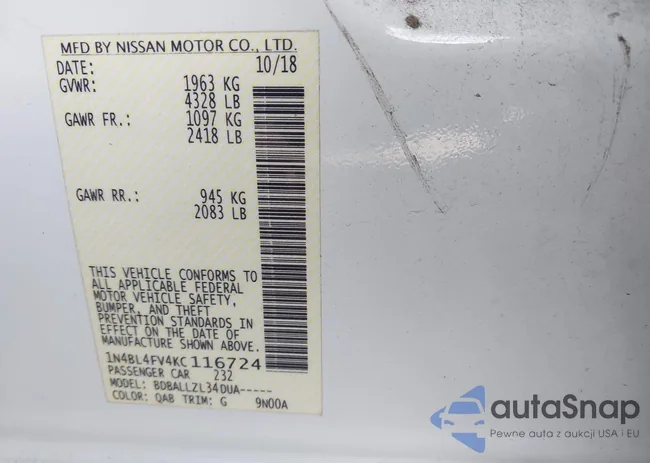 MFD BY NISSAN MOTOR CO., LTD.
DATE: 10/18
GVWR: 1963 KG
4328 LB
GAWR FR.: 1097 KG
2418 LB
GAWR RR.: 945 KG
2083 LB
THIS VEHICLE CONFORMS TO
ALL APPLICABLE FEDERAL
MOTOR VEHICLE SAFETY,
BUMPER, AND THEFT
PREVENTION STANDARDS IN
EFFECT ON THE DATE OF
MANUFACTURE SHOWN ABOVE.
1N4BL4FV4KC116724
PASSENGER CAR 232
MODEL: BDBALLZL34DUA-----
COLOR: QAB TRIM: G 9N00A
autaSnap
Pewne auta z aukcji USA i EU